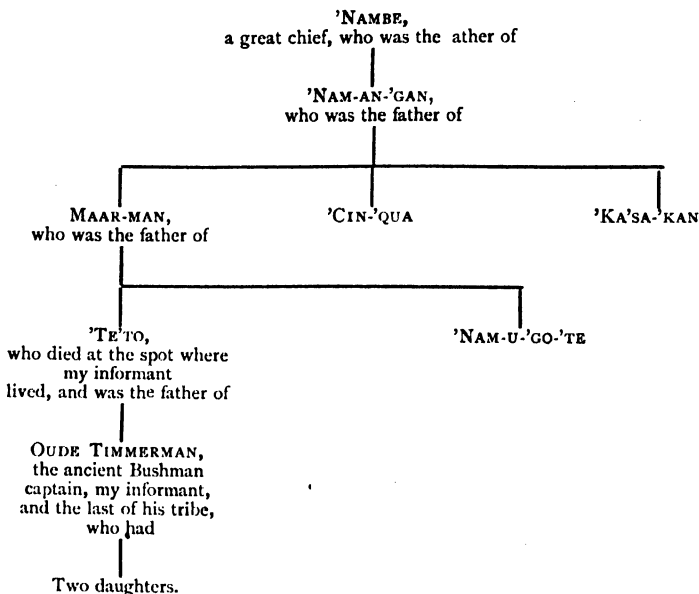 'NAMBE,
a great chief, who was the ather of
'NAM-AN-'GAN,
who was the father of
MAAR-MAN,
who was the father of
'CIN-'QUA
'KA'SA-'KAN
'TE'TO,
who died at the spot where
my informant
lived, and was the father of
'NAM-U-'GO-'TE
OUDE TIMMERMAN,
the ancient Bushman
captain, my informant,
and the last of his tribe,
who had
Two daughters.